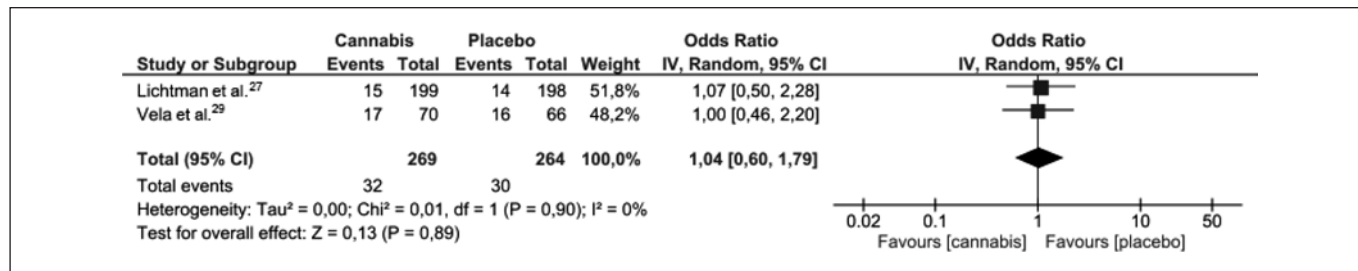 Cannabis Placebo Odds Ratio Odds Ratio
Study or Subgroup Events Total Events Total Weight IV, Random, 95% CI IV, Random, 95% CI
Lichtman et al.²⁷ 15 199 14 198 51,8% 1,07 [0,50, 2,28]
Vela et al.²⁹ 17 70 16 66 48,2% 1,00 [0,46, 2,20]
Total (95% CI) 269 264 100,0% 1,04 [0,60, 1,79]
Total events 32 30
Heterogeneity: Tau² = 0,00; Chi² = 0,01, df = 1 (P = 0,90); I² = 0%
Test for overall effect: Z = 0,13 (P = 0,89)
0.02 0.1 1 10 50
Favours [cannabis] Favours [placebo]